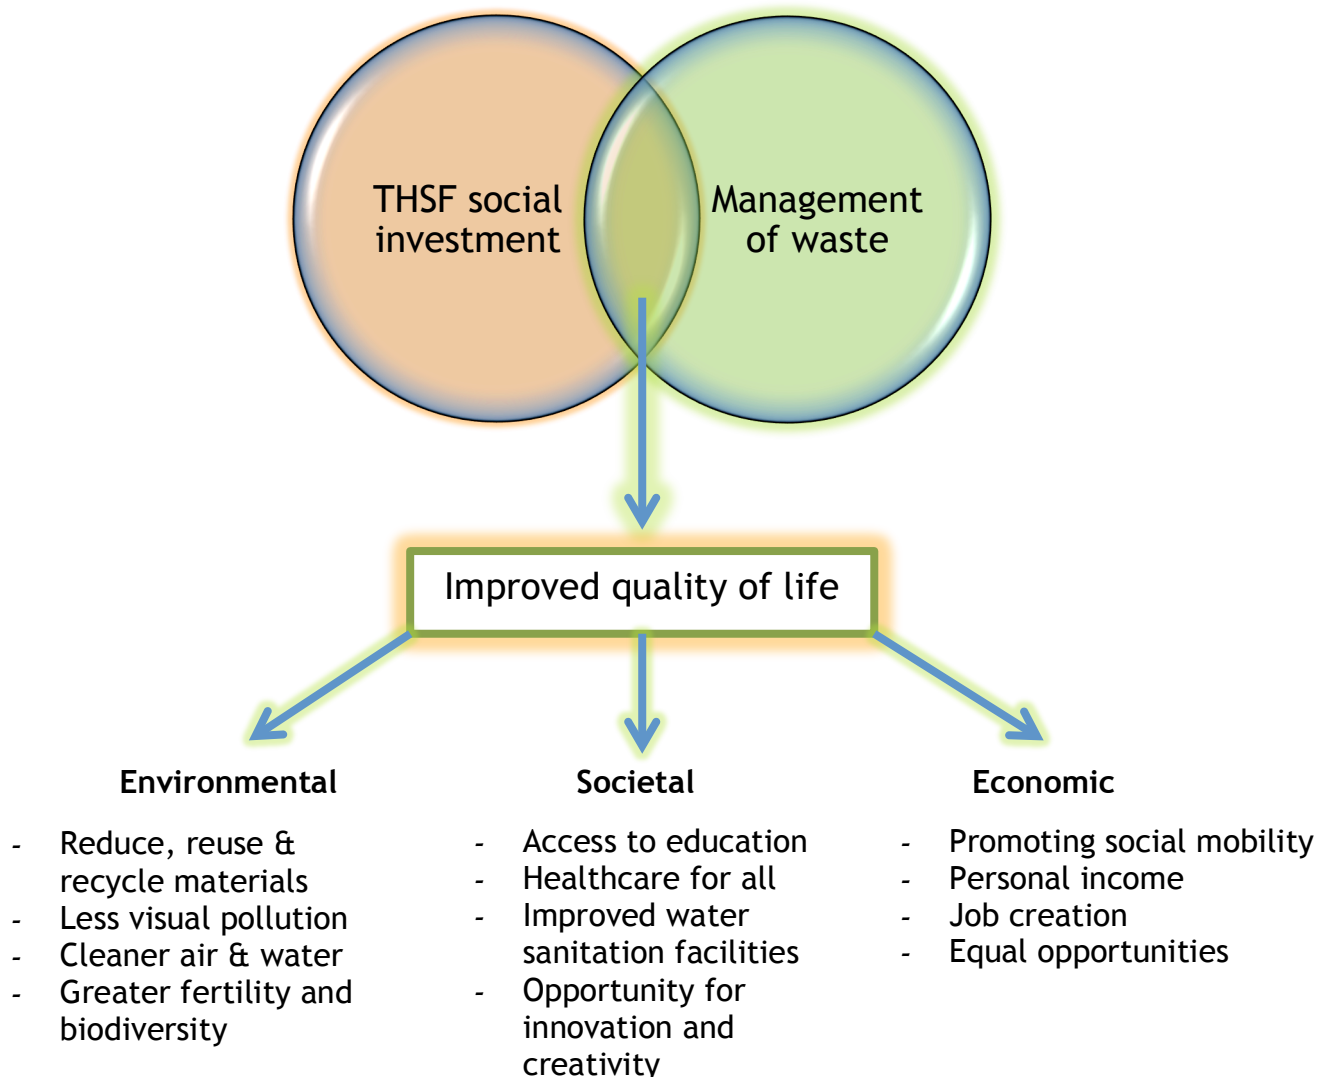 THSF social
investment
Management
of waste
Improved quality of life
Environmental
- Reduce, reuse &
recycle materials
- Less visual pollution
- Cleaner air & water
- Greater fertility and
biodiversity
Societal
- Access to education
- Healthcare for all
- Improved water
sanitation facilities
- Opportunity for
innovation and
creativity
Economic
- Promoting social mobility
- Personal income
- Job creation
- Equal opportunities